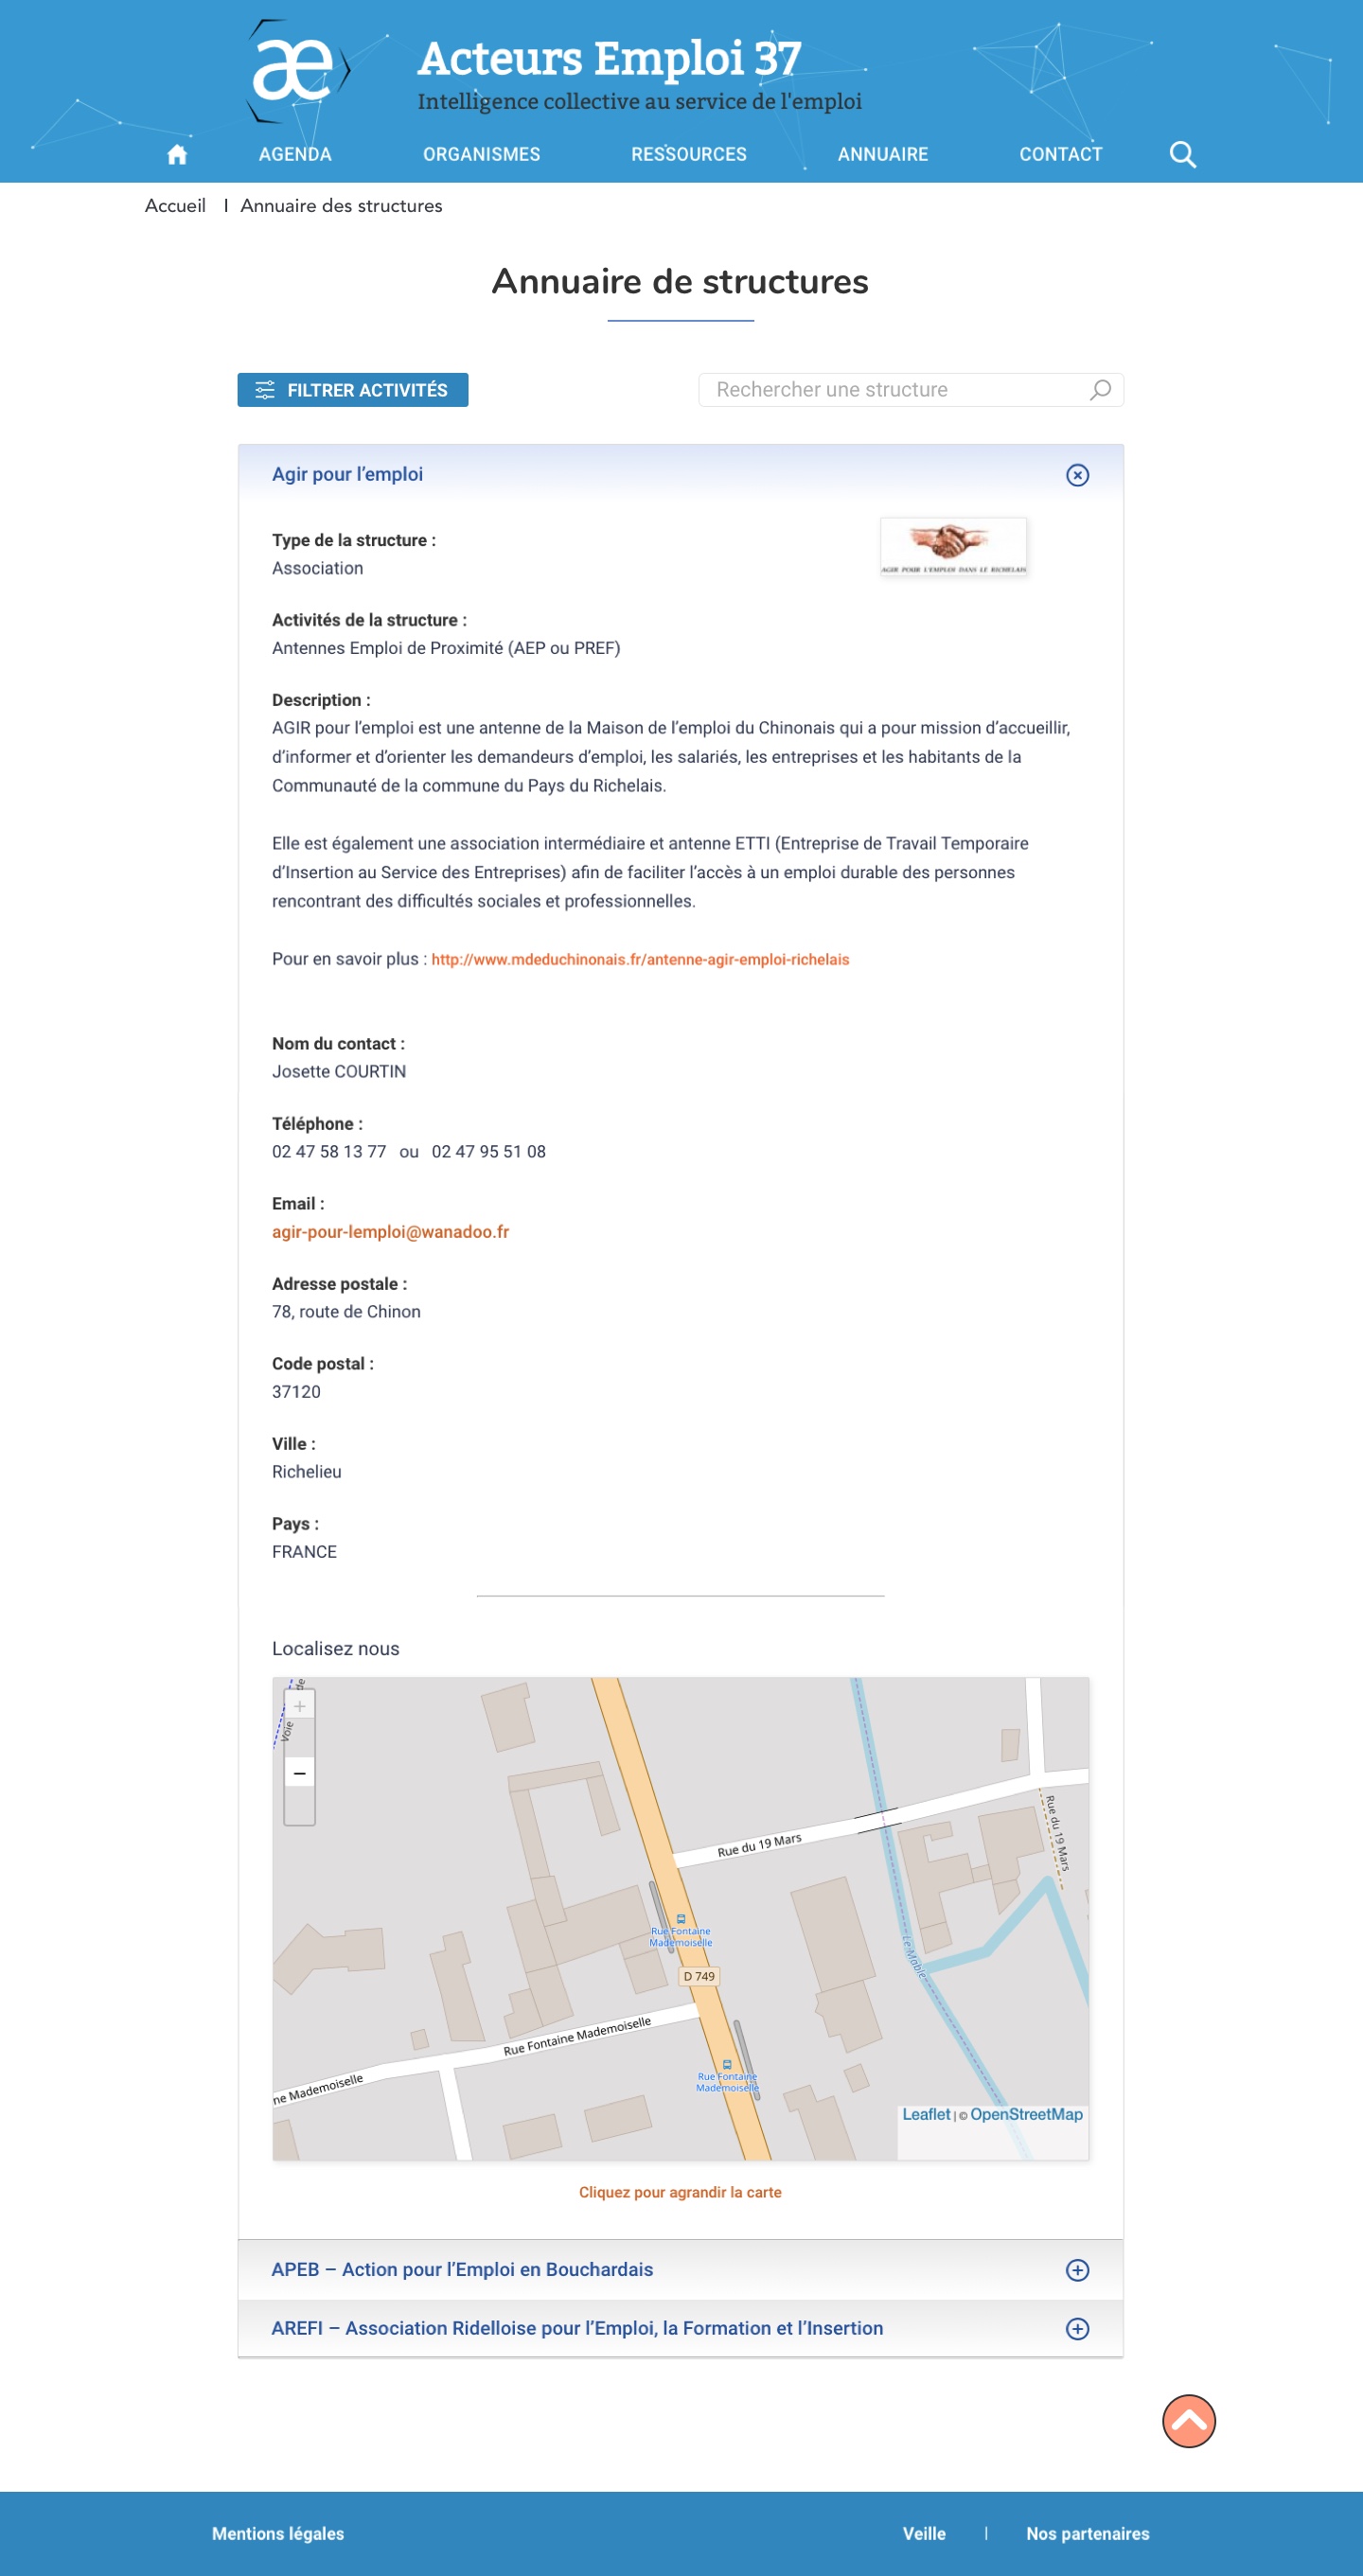 æ
Acteurs Emploi 37
Intelligence collective au service de l'emploi
AGENDA ORGANISMES RESSOURCES ANNUAIRE CONTACT
Accueil I Annuaire des structures
Annuaire de structures
FILTRER ACTIVITÉS
Rechercher une structure
Agir pour l’emploi
AGIR POUR L'EMPLOI DANS LE RICHELAIS
Type de la structure :
Association
Activités de la structure :
Antennes Emploi de Proximité (AEP ou PREF)
Description :
AGIR pour l’emploi est une antenne de la Maison de l’emploi du Chinonais qui a pour mission d’accueillir,
d’informer et d’orienter les demandeurs d’emploi, les salariés, les entreprises et les habitants de la
Communauté de la commune du Pays du Richelais.
Elle est également une association intermédiaire et antenne ETTI (Entreprise de Travail Temporaire
d’Insertion au Service des Entreprises) afin de faciliter l’accès à un emploi durable des personnes
rencontrant des difficultés sociales et professionnelles.
Pour en savoir plus : http://www.mdeduchinonais.fr/antenne-agir-emploi-richelais
Nom du contact :
Josette COURTIN
Téléphone :
02 47 58 13 77 ou 02 47 95 51 08
Email :
agir-pour-lemploi@wanadoo.fr
Adresse postale :
78, route de Chinon
Code postal :
37120
Ville :
Richelieu
Pays :
FRANCE
Localisez nous
+
−
Voie de
Rue du 19 Mars
Rue du 19 Mars
Rue Fontaine
Mademoiselle
D 749
Le Mable
Rue Fontaine Mademoiselle
Rue Fontaine
Mademoiselle
ne Mademoiselle
Leaflet | © OpenStreetMap
Cliquez pour agrandir la carte
APEB – Action pour l’Emploi en Bouchardais
AREFI – Association Ridelloise pour l’Emploi, la Formation et l’Insertion
Mentions légales Veille | Nos partenaires